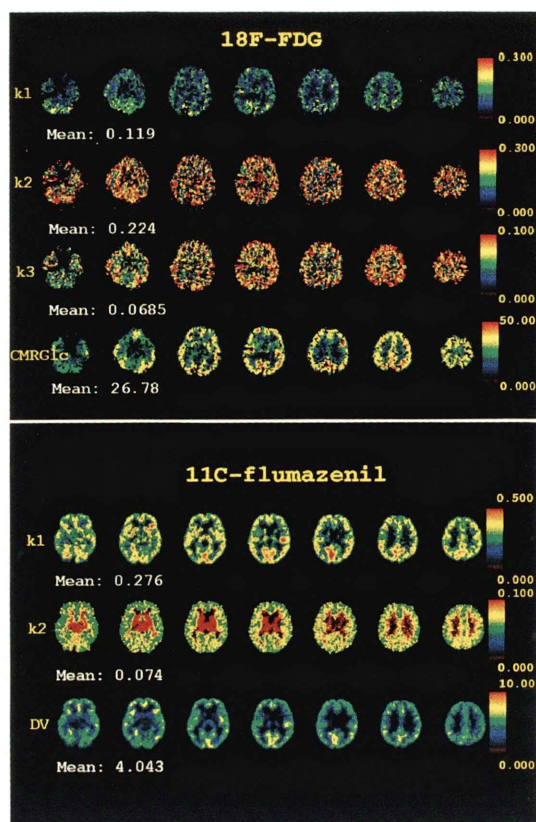 18F-FDG
k1
0.300
0.000
Mean: 0.119
k2
0.300
0.000
Mean: 0.224
k3
0.100
0.000
Mean: 0.0685
CMRGlc
50.00
0.000
Mean: 26.78
11C-flumazenil
k1
0.500
0.000
Mean: 0.276
k2
0.100
0.000
Mean: 0.074
DV
10.00
0.000
Mean: 4.043